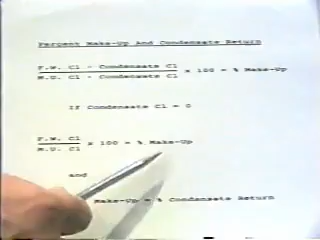 Percent Make-Up And Condensate Return
F.W. Cl - Condensate Cl
M.U. Cl - Condensate Cl x 100 = % Make-Up
If Condensate Cl = 0
F.W. Cl
M.U. Cl x 100 = % Make-Up
and
Make-Up = % Condensate Return